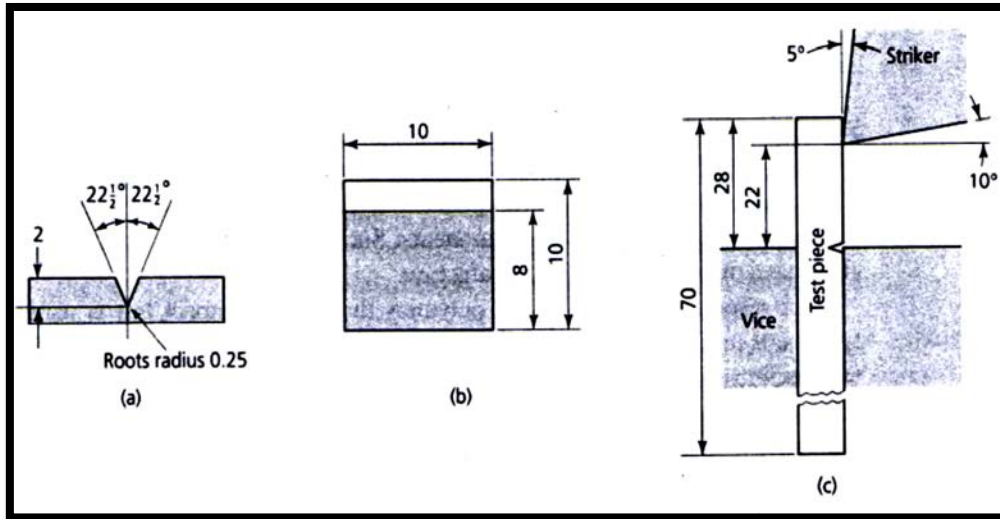 22½° 22½°
2
Roots radius 0.25
(a)
10
8
10
(b)
5°
Striker
10°
28
22
70
Vice
Test piece
(c)